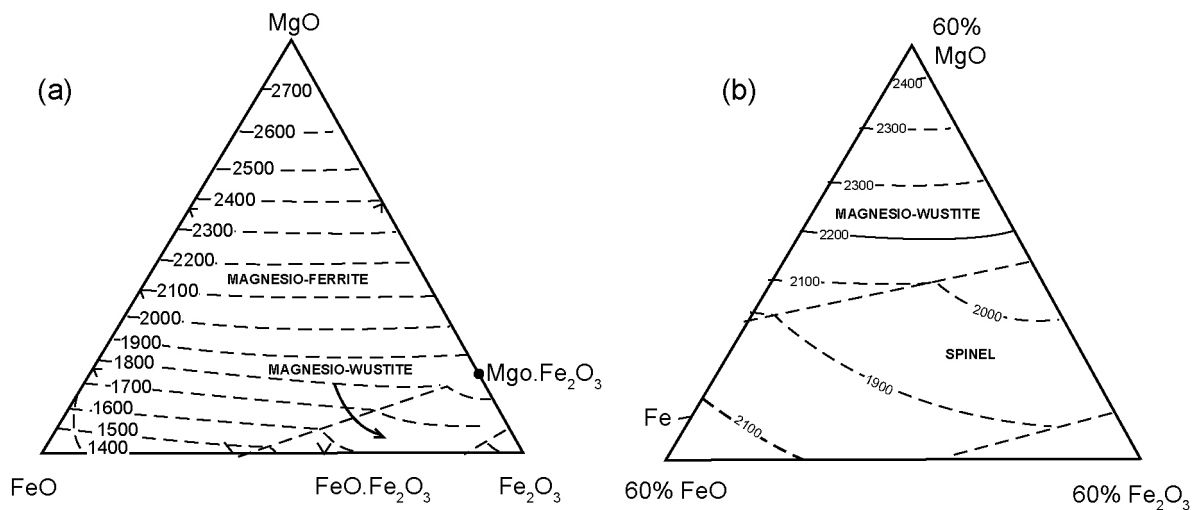 MgO
(a)
2700
2600
2500
2400
2300
2200
MAGNESIO-FERRITE
2100
2000
1900
1800
MAGNESIO-WUSTITE
Mgo.Fe₂O₃
1700
1600
1500
1400
FeO
FeO.Fe₂O₃
Fe₂O₃
60%
MgO
(b)
2400
2300
2300
MAGNESIO-WUSTITE
2200
2100
2000
SPINEL
1900
Fe
2100
60% FeO
60% Fe₂O₃